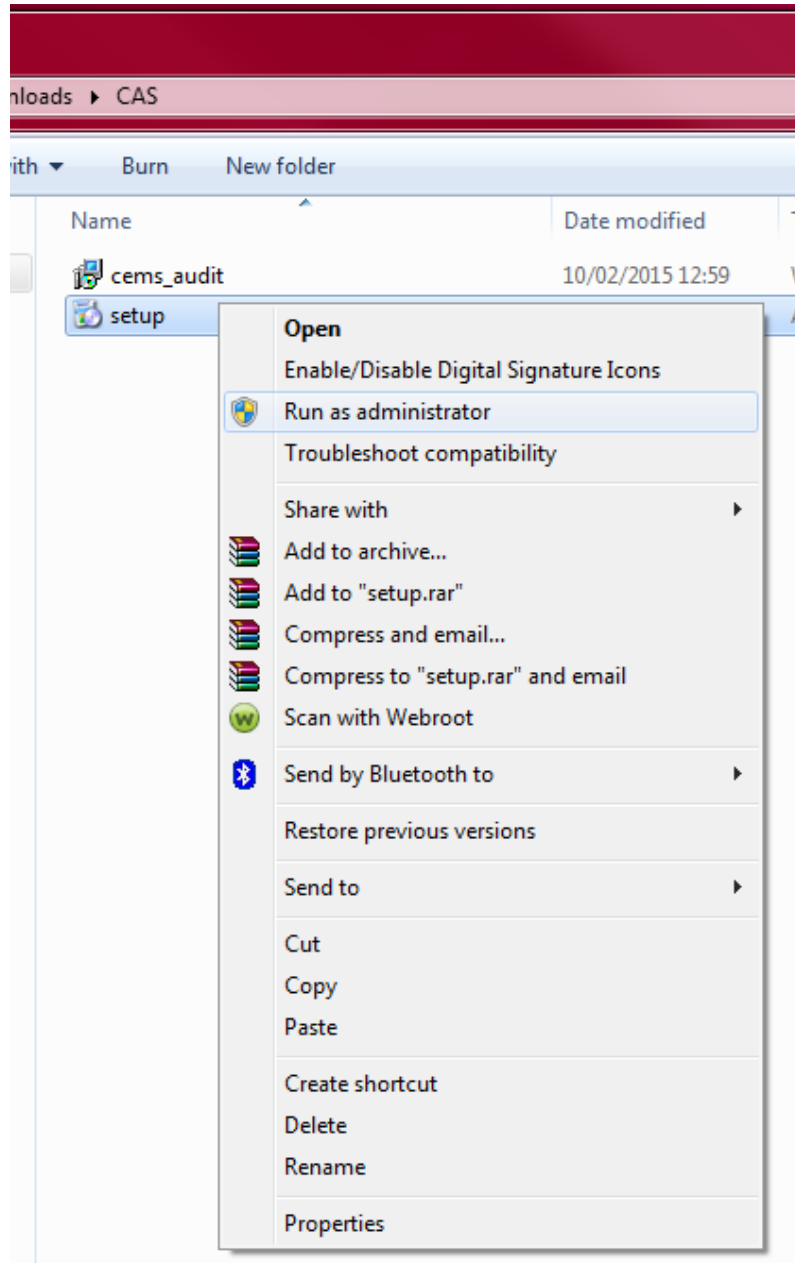 nloads ▸ CAS
ith Burn New folder
Name Date modified
cems_audit 10/02/2015 12:59
setup
Open
Enable/Disable Digital Signature Icons
Run as administrator
Troubleshoot compatibility
Share with
Add to archive...
Add to "setup.rar"
Compress and email...
Compress to "setup.rar" and email
Scan with Webroot
Send by Bluetooth to
Restore previous versions
Send to
Cut
Copy
Paste
Create shortcut
Delete
Rename
Properties